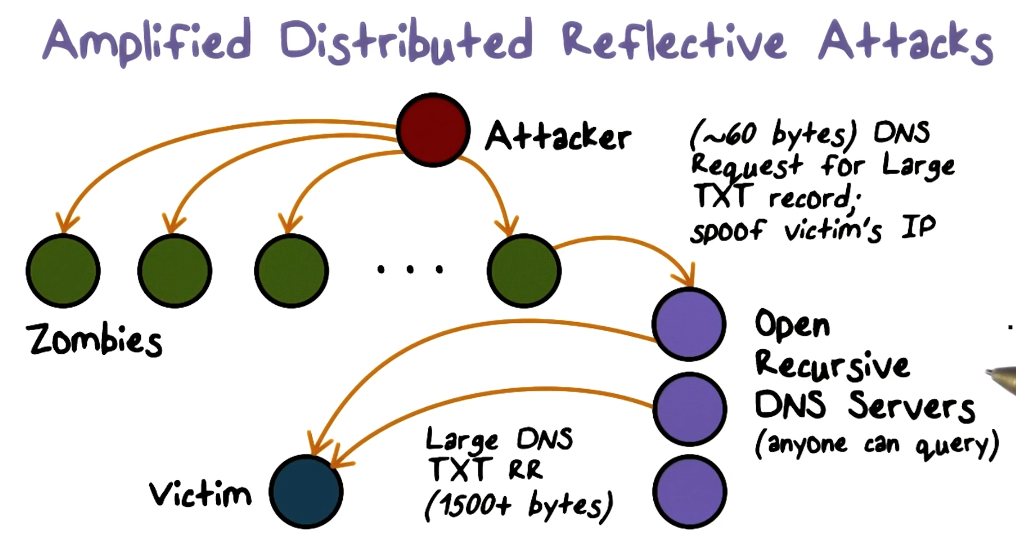 Amplified Distributed Reflective Attacks
Attacker
(~60 bytes) DNS
Request for Large
TXT record;
spoof victim's IP
. . .
Zombies
Open
Recursive
DNS Servers
(anyone can query)
Large DNS
TXT RR
(1500+ bytes)
Victim